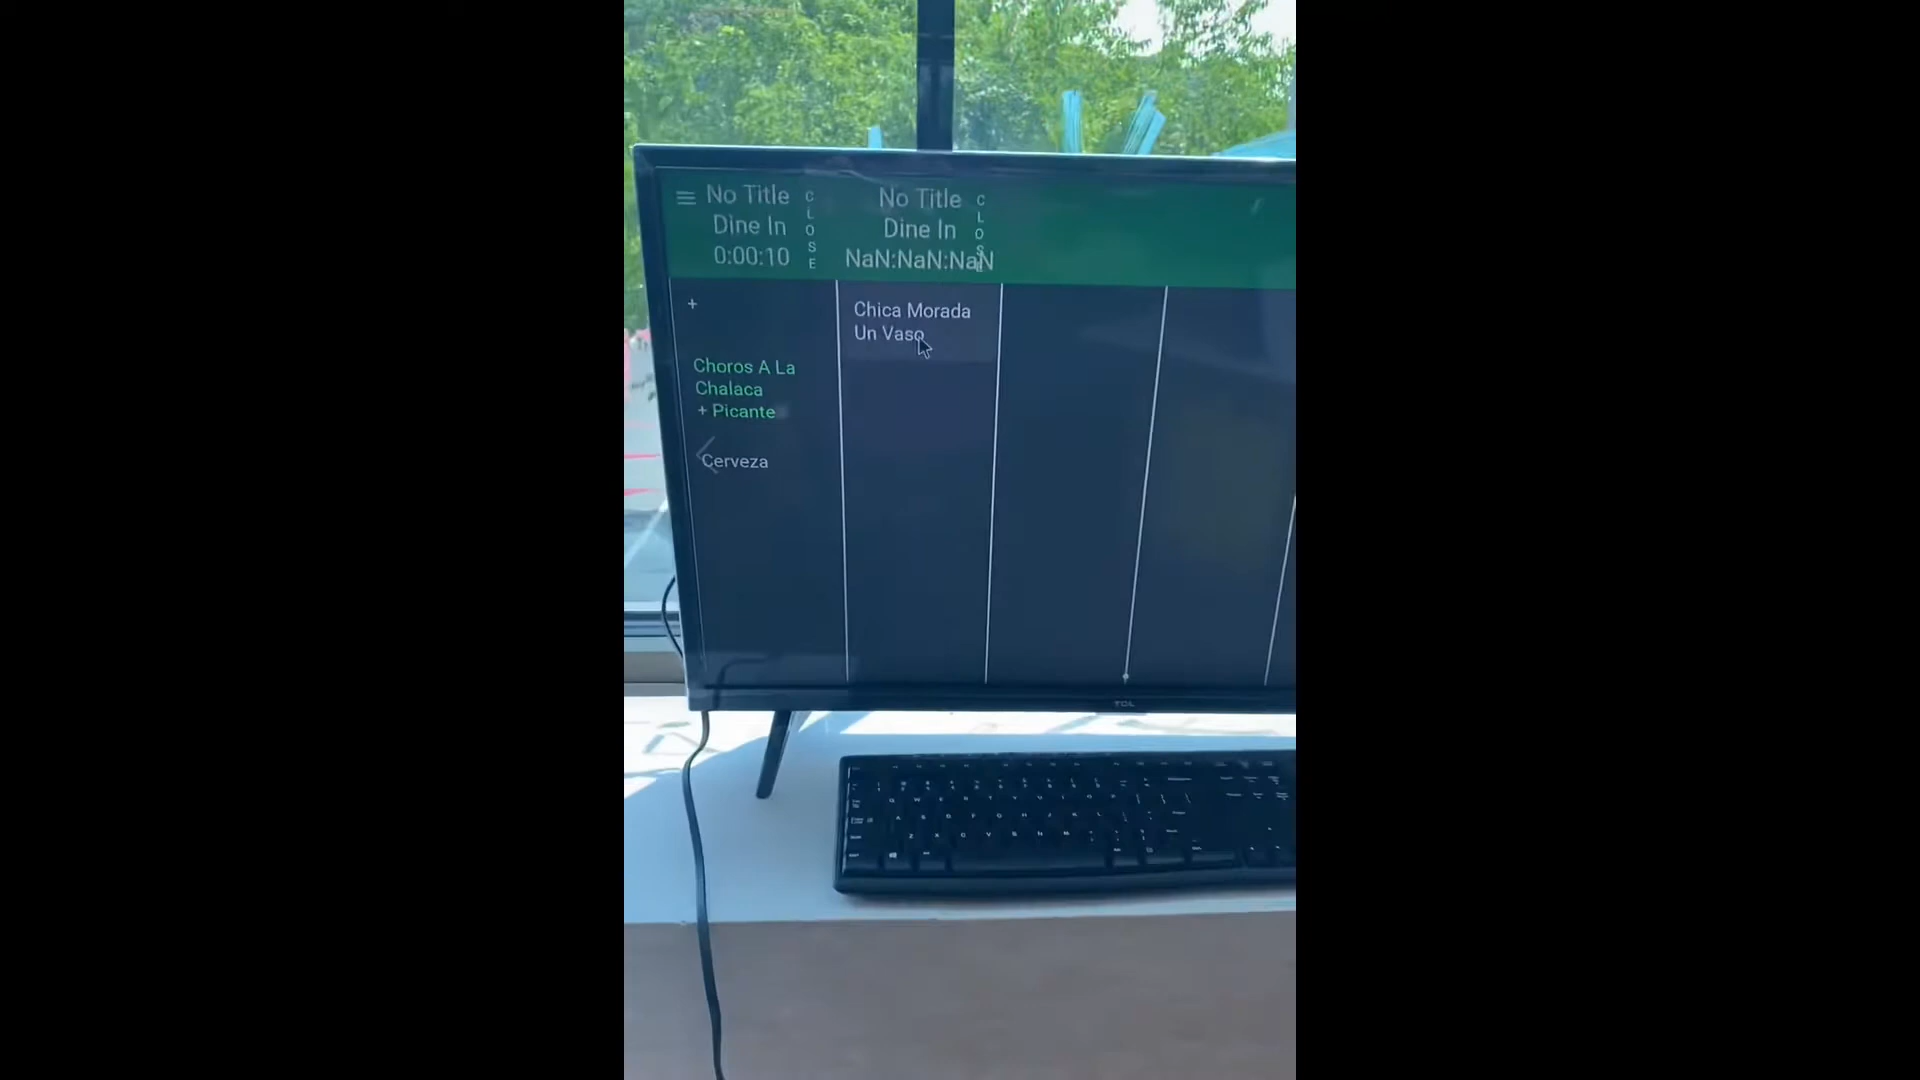 No Title
Dine In
0:00:10
CLOSE
No Title
Dine In
NaN:NaN:NaN
CLOSE
+
Choros A La
Chalaca
+ Picante
Cerveza
Chica Morada
Un Vaso
TCL